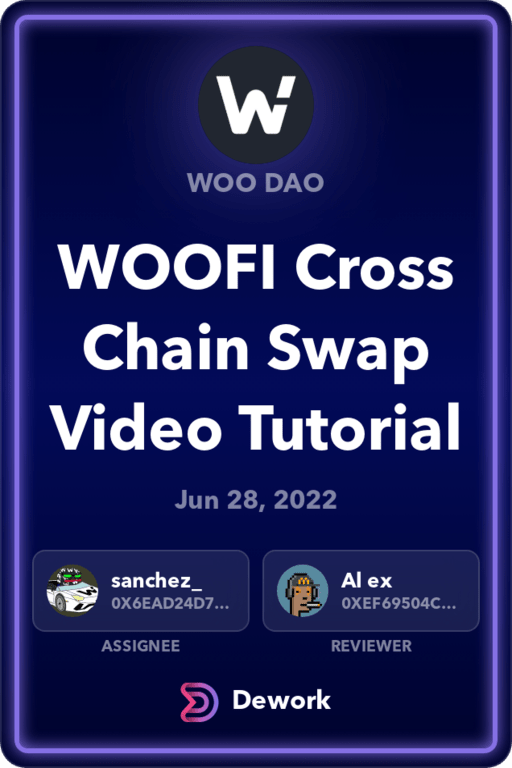 WOO DAO
WOOFI Cross
Chain Swap
Video Tutorial
Jun 28, 2022
sanchez_
0X6EAD24D7...
Al ex
0XEF69504C...
ASSIGNEE
REVIEWER
Dework